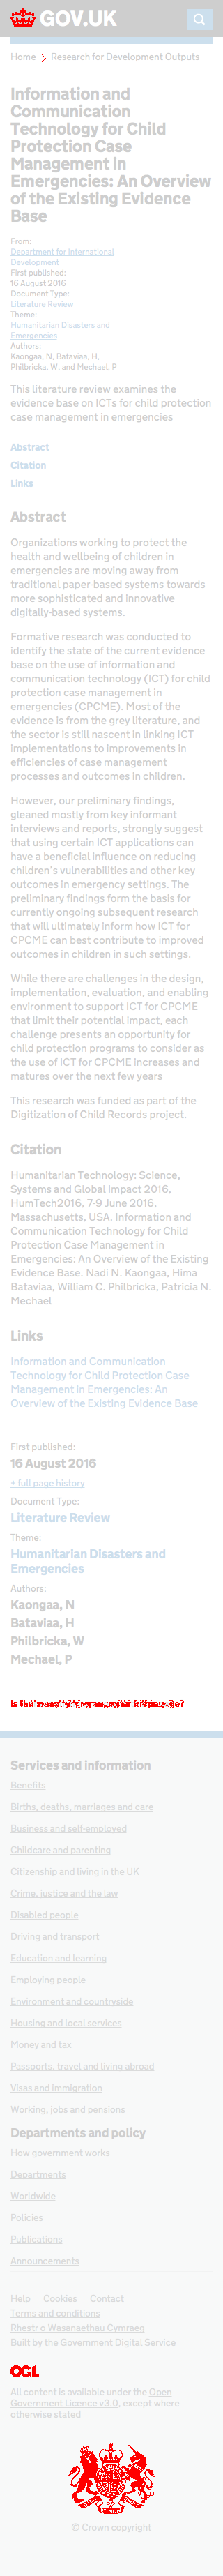 GOV.UK
Home
Research for Development Outputs
Information and
Communication
Technology for Child
Protection Case
Management in
Emergencies: An Overview
of the Existing Evidence
Base
From:
Department for International
Development
First published:
16 August 2016
Document Type:
Literature Review
Theme:
Humanitarian Disasters and
Emergencies
Authors:
Kaongaa, N, Bataviaa, H,
Philbricka, W, and Mechael, P
This literature review examines the
evidence base on ICTs for child protection
case management in emergencies
Abstract
Citation
Links
Abstract
Organizations working to protect the
health and wellbeing of children in
emergencies are moving away from
traditional paper-based systems towards
more sophisticated and innovative
digitally-based systems.
Formative research was conducted to
identify the state of the current evidence
base on the use of information and
communication technology (ICT) for child
protection case management in
emergencies (CPCME). Most of the
evidence is from the grey literature, and
the sector is still nascent in linking ICT
implementations to improvements in
efficiencies of case management
processes and outcomes in children.
However, our preliminary findings,
gleaned mostly from key informant
interviews and reports, strongly suggest
that using certain ICT applications can
have a beneficial influence on reducing
children's vulnerabilities and other key
outcomes in emergency settings. The
preliminary findings form the basis for
currently ongoing subsequent research
that will ultimately inform how ICT for
CPCME can best contribute to improved
outcomes for children in such settings.
While there are challenges in the design,
implementation, evaluation, and enabling
environment to support ICT for CPCME
that limit their potential impact, each
challenge presents an opportunity for
child protection programs to consider as
the use of ICT for CPCME increases and
matures over the next few years
This research was funded as part of the
Digitization of Child Records project.
Citation
Humanitarian Technology: Science,
Systems and Global Impact 2016,
HumTech2016, 7-9 June 2016,
Massachusetts, USA. Information and
Communication Technology for Child
Protection Case Management in
Emergencies: An Overview of the Existing
Evidence Base. Nadi N. Kaongaa, Hima
Bataviaa, William C. Philbricka, Patricia N.
Mechael
Links
Information and Communication
Technology for Child Protection Case
Management in Emergencies: An
Overview of the Existing Evidence Base
First published:
16 August 2016
+ full page history
Document Type:
Literature Review
Theme:
Humanitarian Disasters and
Emergencies
Authors:
Kaongaa, N
Bataviaa, H
Philbricka, W
Mechael, P
Services and information
Benefits
Births, deaths, marriages and care
Business and self-employed
Childcare and parenting
Citizenship and living in the UK
Crime, justice and the law
Disabled people
Driving and transport
Education and learning
Employing people
Environment and countryside
Housing and local services
Money and tax
Passports, travel and living abroad
Visas and immigration
Working, jobs and pensions
Departments and policy
How government works
Departments
Worldwide
Policies
Publications
Announcements
Help Cookies Contact
Terms and conditions
Rhestr o Wasanaethau Cymraeg
Built by the Government Digital Service
OGL
All content is available under the Open
Government Licence v3.0, except where
otherwise stated
© Crown copyright